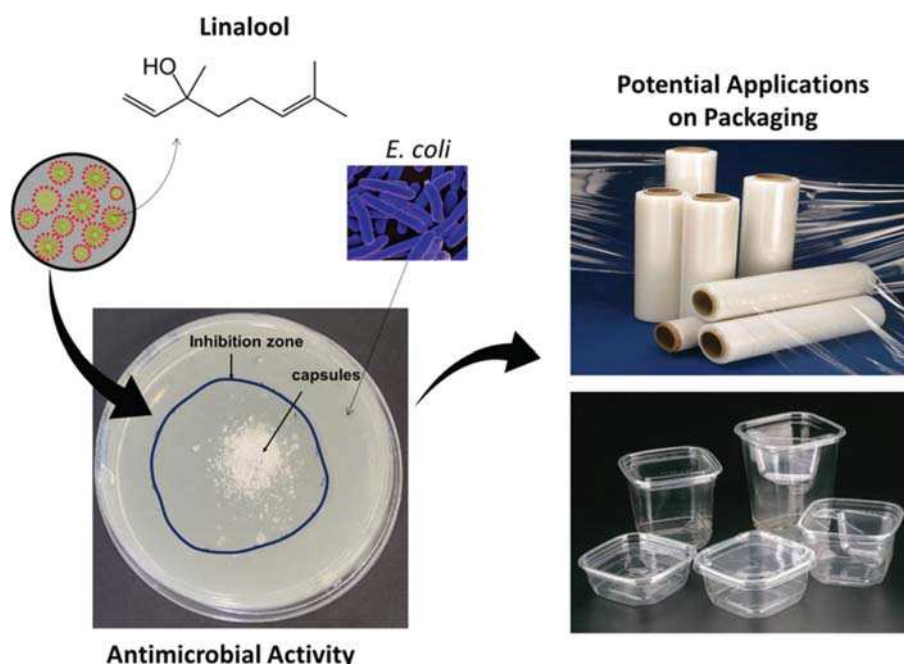 Linalool
HO
E. coli
Inhibition zone
capsules
Antimicrobial Activity
Potential Applications
on Packaging